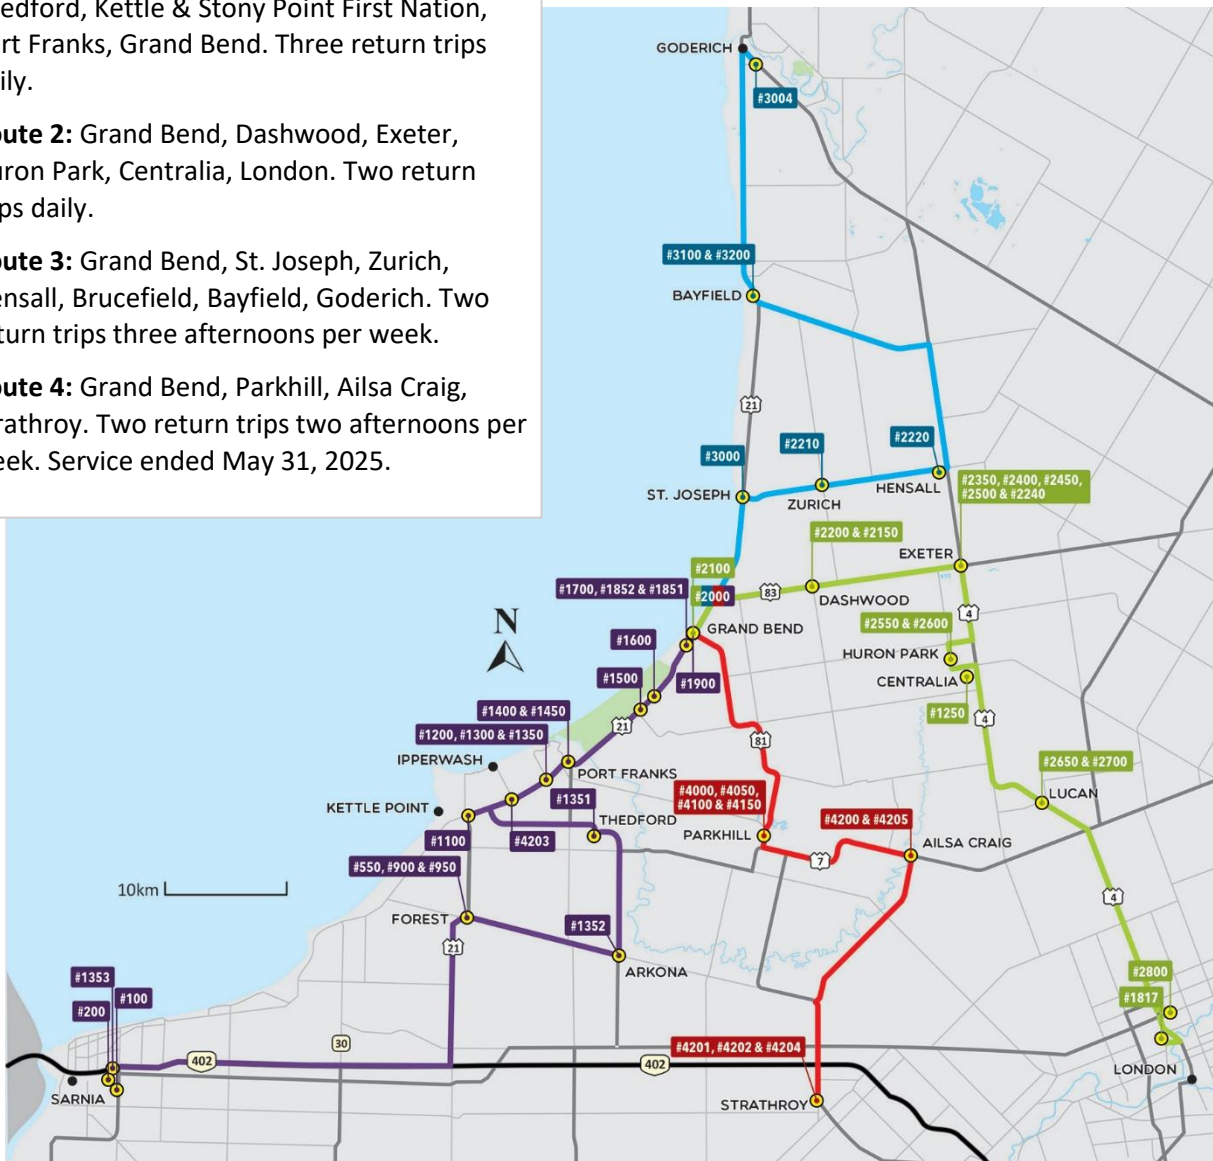 edford, Kettle & Stony Point First Nation,
rt Franks, Grand Bend. Three return trips
ily.
ute 2: Grand Bend, Dashwood, Exeter,
uron Park, Centralia, London. Two return
ps daily.
ute 3: Grand Bend, St. Joseph, Zurich,
ensall, Brucefield, Bayfield, Goderich. Two
turn trips three afternoons per week.
ute 4: Grand Bend, Parkhill, Ailsa Craig,
rathroy. Two return trips two afternoons per
eek. Service ended May 31, 2025.
GODERICH
#3004
#3100 & #3200
BAYFIELD
21
#2220
#2210
#3000
HENSALL
#2350, #2400, #2450,
#2500 & #2240
ST. JOSEPH
ZURICH
#2200 & #2150
EXETER
#2100
#1700, #1852 & #1851
#2000
83
DASHWOOD
4
N
#2550 & #2600
GRAND BEND
#1600
HURON PARK
#1500
#1900
CENTRALIA
#1400 & #1450
#1250
4
21
#1200, #1300 & #1350
81
IPPERWASH
#2650 & #2700
PORT FRANKS
#4000, #4050,
#4100 & #4150
LUCAN
KETTLE POINT
#1351
THEDFORD
#4200 & #4205
PARKHILL
#1100
#4203
AILSA CRAIG
7
#550, #900 & #950
10km
4
FOREST
#1352
21
ARKONA
#1353
#100
#200
#2800
#1817
30
402
#4201, #4202 & #4204
402
LONDON
SARNIA
STRATHROY